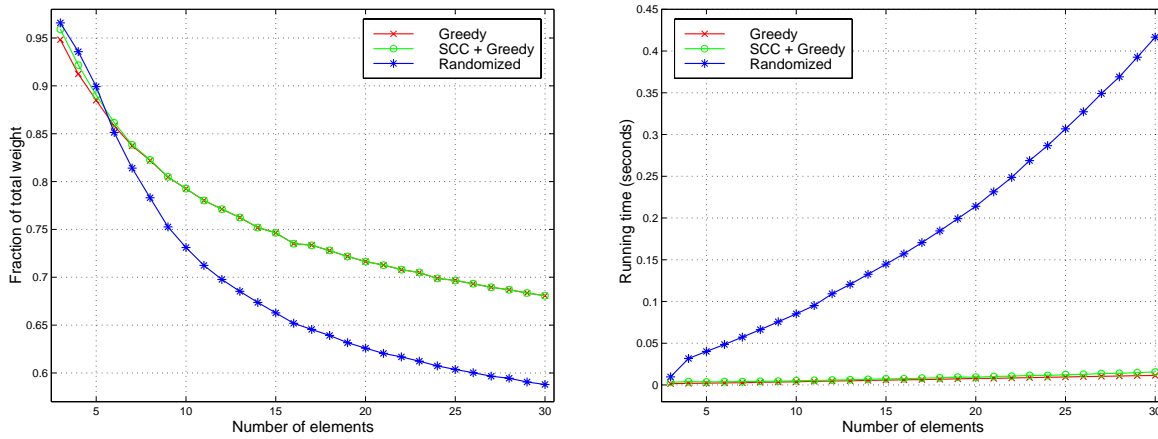 Greedy
SCC + Greedy
Randomized
0.95
0.9
0.85
0.8
0.75
0.7
0.65
0.6
Fraction of total weight
5 10 15 20 25 30
Number of elements
Greedy
SCC + Greedy
Randomized
0.45
0.4
0.35
0.3
0.25
0.2
0.15
0.1
0.05
0
Running time (seconds)
5 10 15 20 25 30
Number of elements